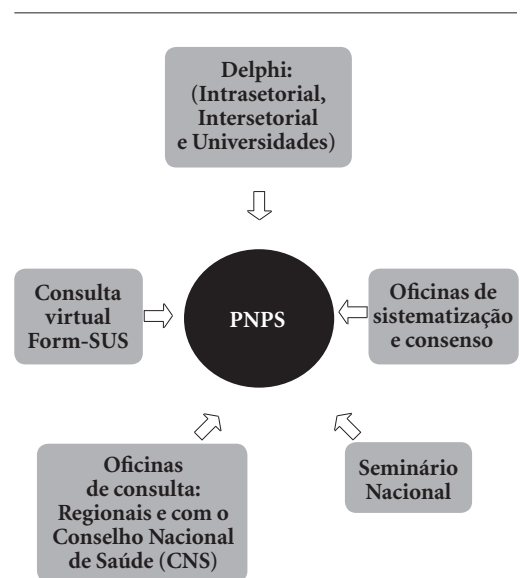 Delphi:
(Intrasetorial,
Intersetorial
e Universidades)
Consulta
virtual
Form-SUS
PNPS
Oficinas de
sistematização
e consenso
Oficinas
de consulta:
Regionais e com o
Conselho Nacional
de Saúde (CNS)
Seminário
Nacional